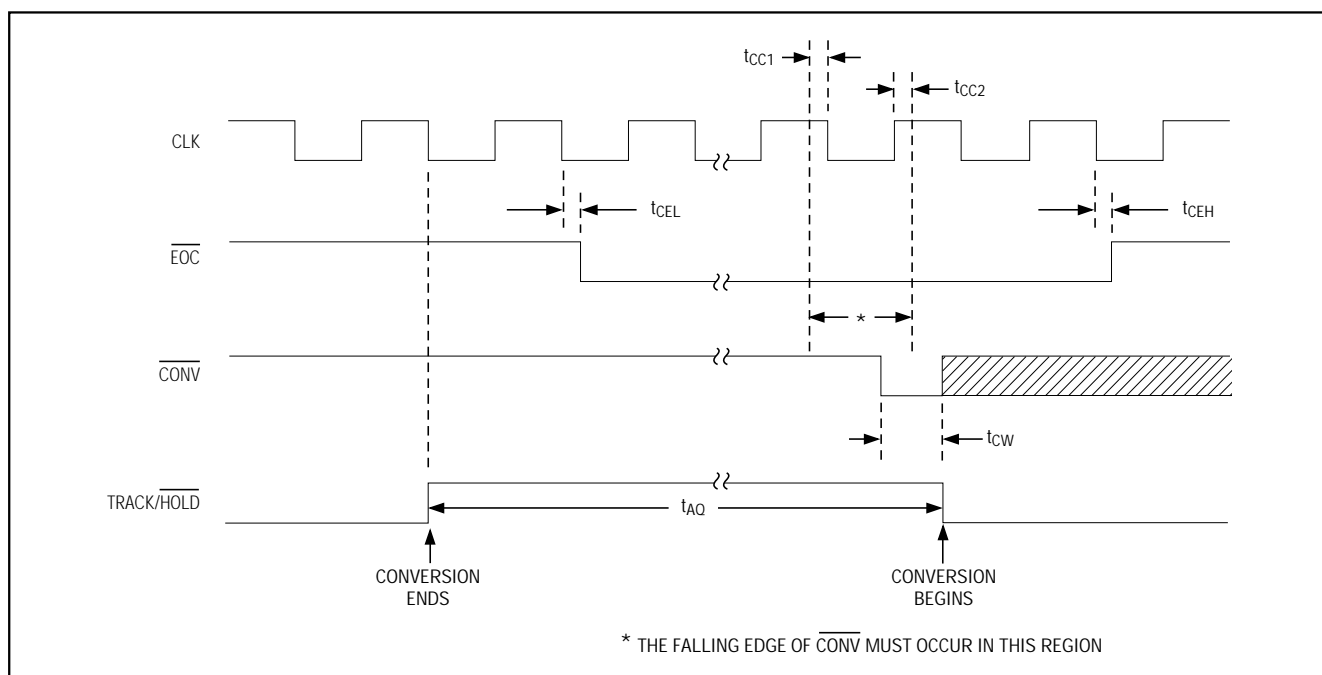 tCC1
tCC2
CLK
tCEL
tCEH
EOC
*
CONV
tCW
TRACK/HOLD
tAQ
CONVERSION
ENDS
CONVERSION
BEGINS
* THE FALLING EDGE OF CONV MUST OCCUR IN THIS REGION